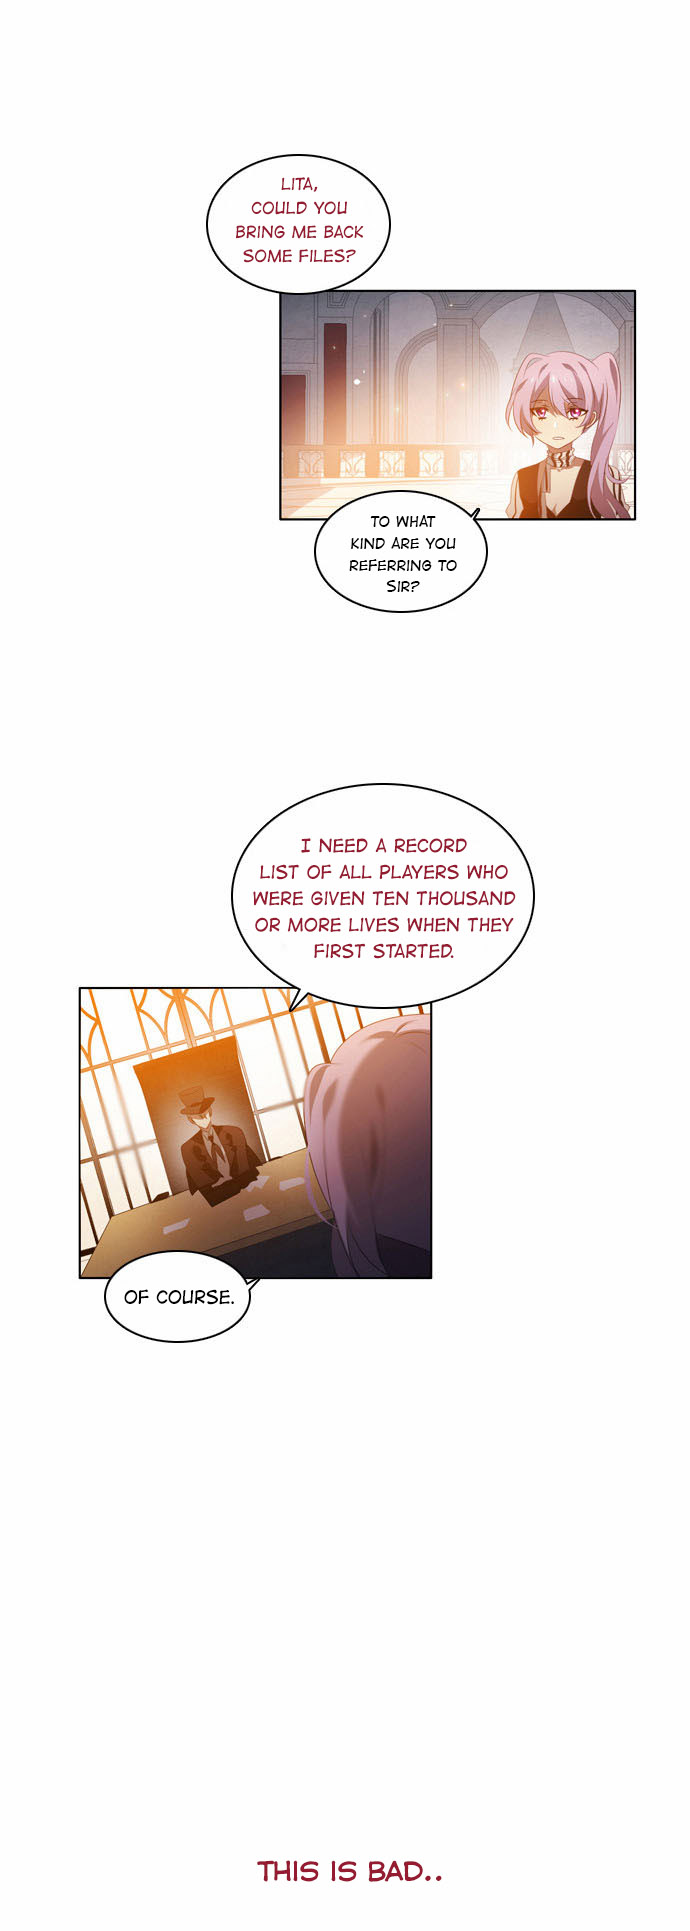 LITA,
COULD YOU
BRING ME BACK
SOME FILES?
TO WHAT
KIND ARE YOU
REFERRING TO
SIR?
I NEED A RECORD
LIST OF ALL PLAYERS WHO
WERE GIVEN TEN THOUSAND
OR MORE LIVES WHEN THEY
FIRST STARTED.
OF COURSE.
THIS IS BAD..